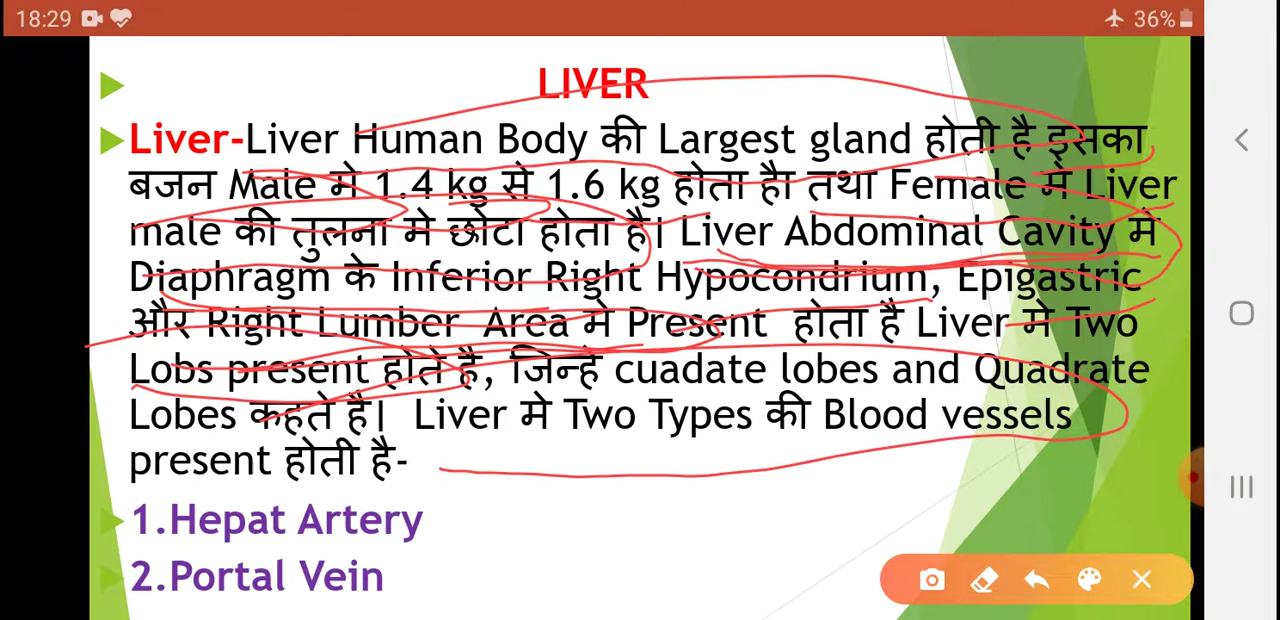 18:29
36%
LIVER
Liver-Liver Human Body की Largest gland होती है इसका
बजन Male मे 1.4 kg से 1.6 kg होता है। तथा Female मे Liver
male की तुलना मे छोटा होता है। Liver Abdominal Cavity मे
Diaphragm के Inferior Right Hypocondrium, Epigastric
और Right Lumber Area मे Present होता है Liver मे Two
Lobs present होते है, जिन्हे cuadate lobes and Quadrate
Lobes कहते है। Liver मे Two Types की Blood vessels
present होती है-
1.Hepat Artery
2.Portal Vein